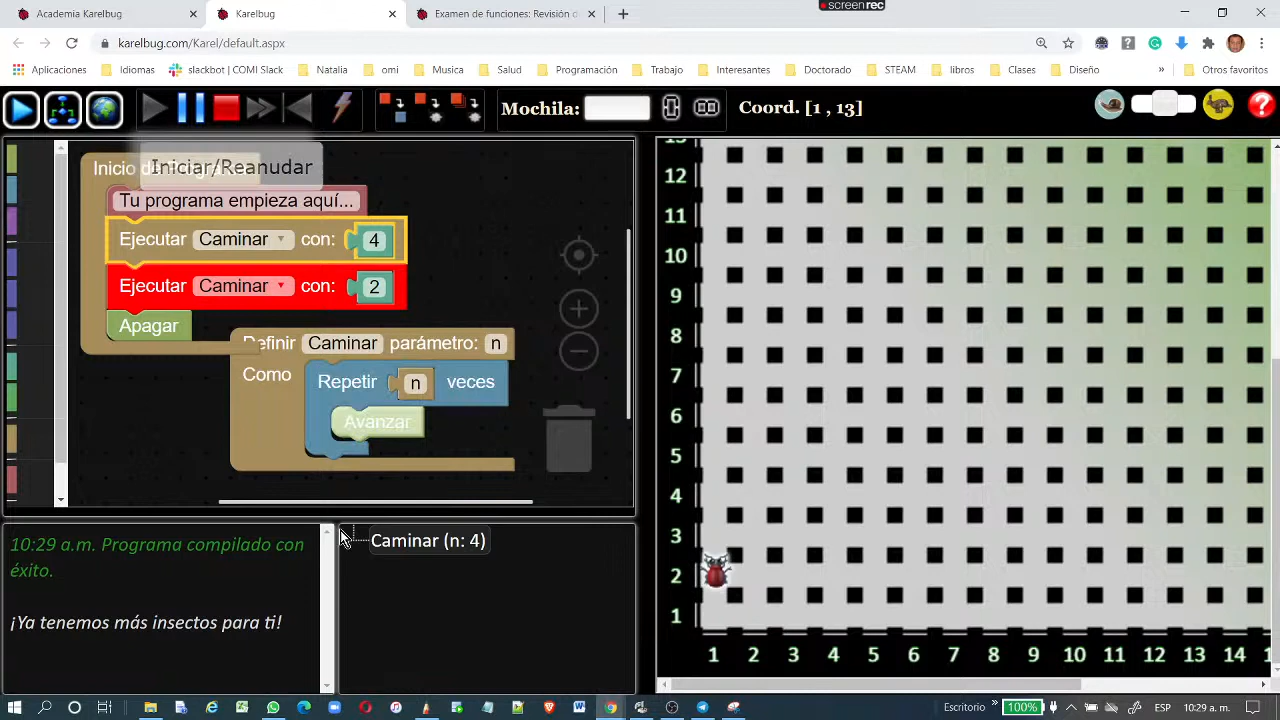 screenrec
Academia Karelbug
Karelbug
Examen de funciones: Revisión d
karelbug.com/Karel/default.aspx
Aplicaciones
Idiomas
slackbot | COMI Slack
Natalia
omi
Salud
Programación
Trabajo
Interesantes
Doctorado
STEAM
libros
Clases
Diseño
»
Otros favoritos
Mochila:
Coord. [1 , 13]
Iniciar/Reanudar
Tu programa empieza aquí...
Ejecutar Caminar con: 4
Ejecutar Caminar con: 2
Apagar
Definir Caminar parámetro: n
Como
Repetir n veces
Avanzar
10:29 a.m. Programa compilado con
éxito.
¡Ya tenemos más insectos para ti!
Caminar (n: 4)
12
11
10
9
8
7
6
5
4
3
2
1
1 2 3 4 5 6 7 8 9 10 11 12 13 14
Escritorio » 100% ESP 10:29 a. m.